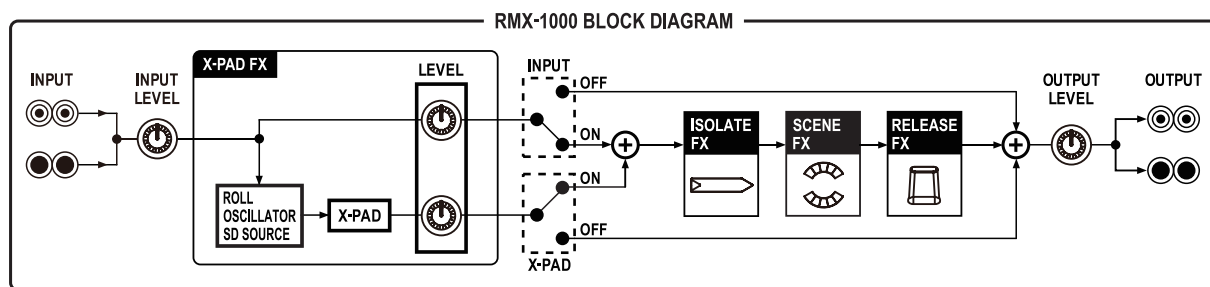 RMX-1000 BLOCK DIAGRAM
INPUT
INPUT
LEVEL
X-PAD FX
LEVEL
ROLL
OSCILLATOR
SD SOURCE
X-PAD
INPUT
OFF
ON
ON
OFF
X-PAD
ISOLATE
FX
SCENE
FX
RELEASE
FX
OUTPUT
LEVEL
OUTPUT